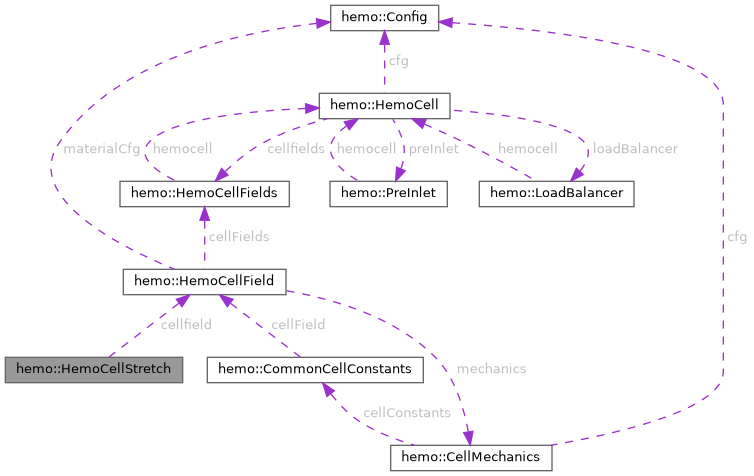 hemo::Config
cfg
hemo::HemoCell
materialCfg
hemocell
cellfields
hemocell
preInlet
hemocell
loadBalancer
hemo::HemoCellFields
hemo::PreInlet
hemo::LoadBalancer
cellFields
cfg
hemo::HemoCellField
cellfield
cellField
hemo::HemoCellStretch
hemo::CommonCellConstants
mechanics
cellConstants
hemo::CellMechanics